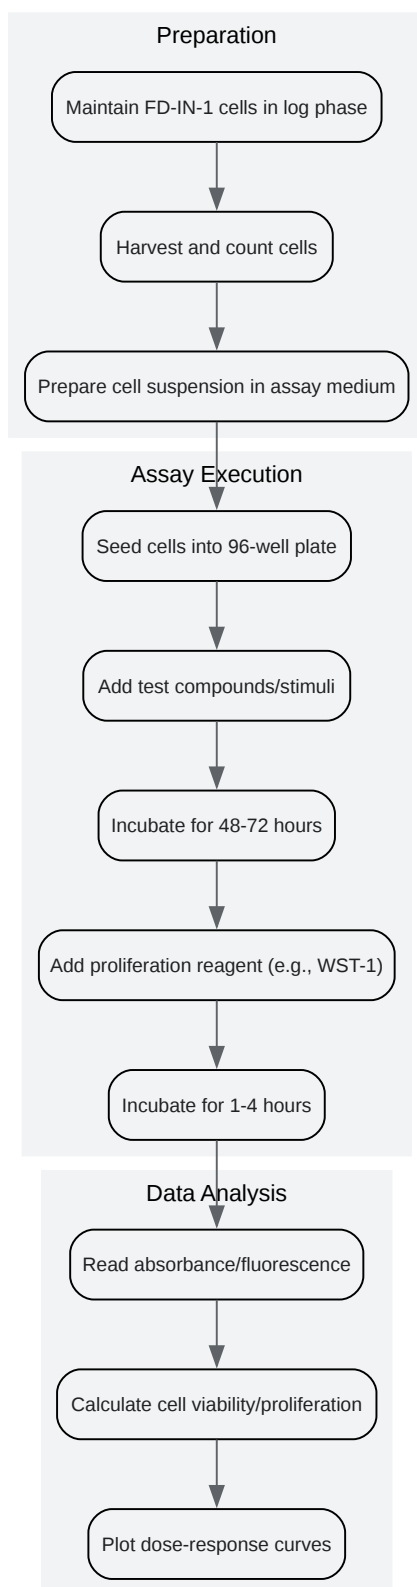 Preparation
Maintain FD-IN-1 cells in log phase
Harvest and count cells
Prepare cell suspension in assay medium
Assay Execution
Seed cells into 96-well plate
Add test compounds/stimuli
Incubate for 48-72 hours
Add proliferation reagent (e.g., WST-1)
Incubate for 1-4 hours
Data Analysis
Read absorbance/fluorescence
Calculate cell viability/proliferation
Plot dose-response curves